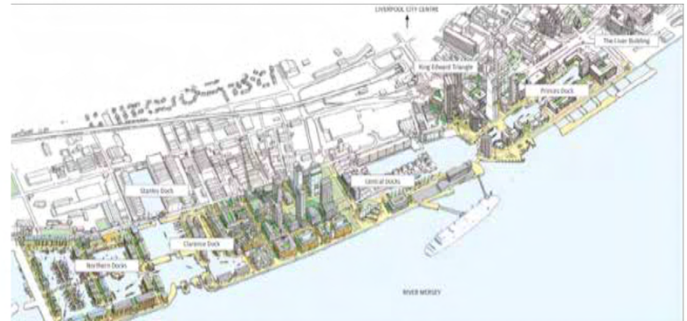 LIVERPOOL CITY CENTRE
The Liver Building
King Edward Triangle
Princes Dock
Central Docks
Stanley Dock
Clarence Dock
Northern Docks
RIVER MERSEY